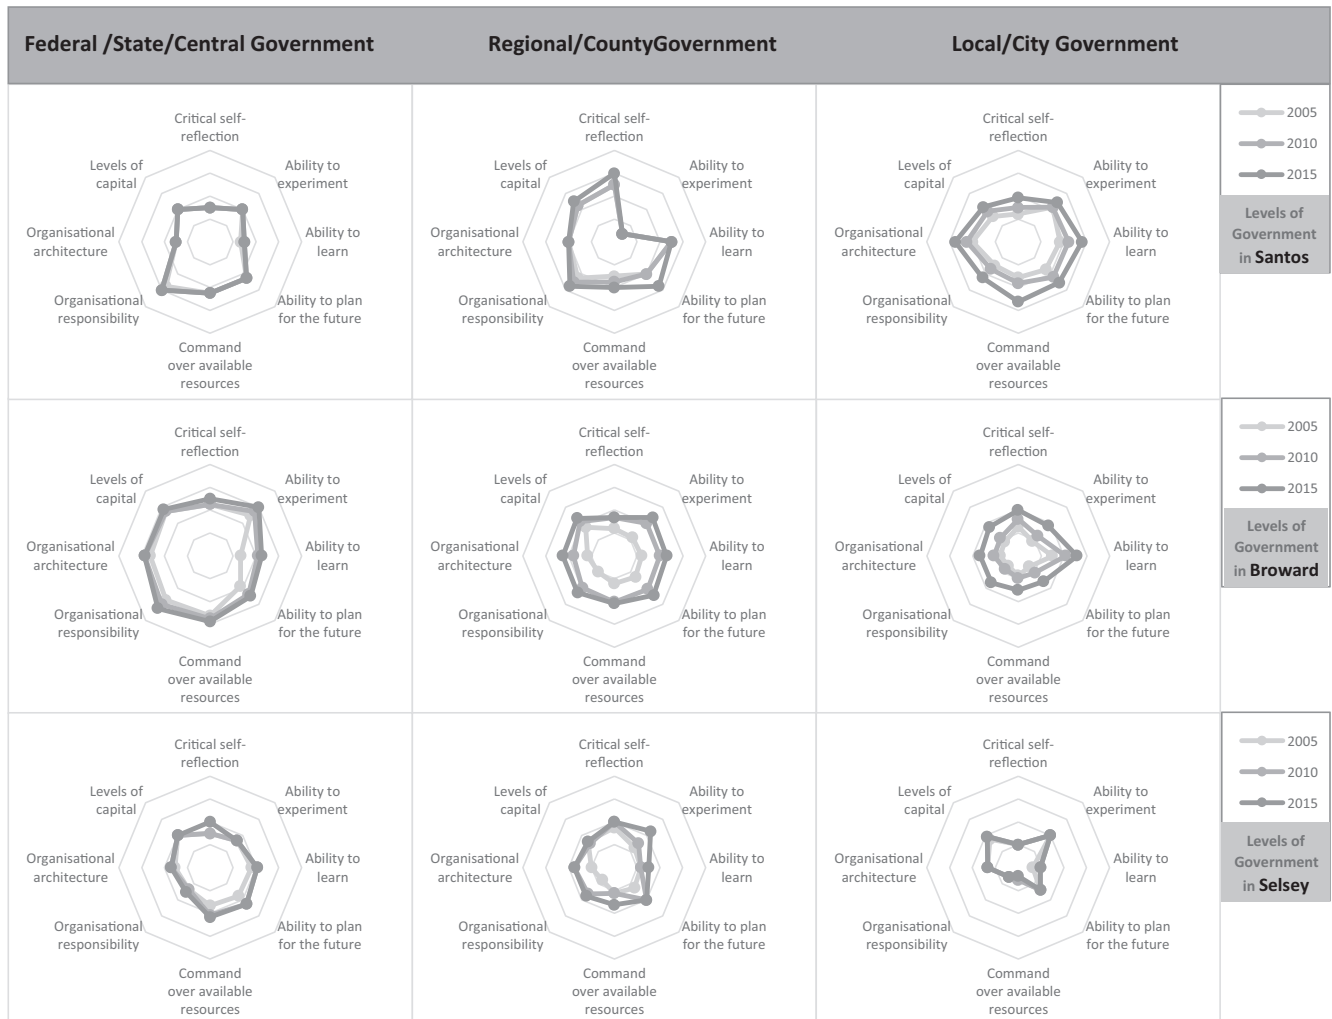 Federal /State/Central Government
Regional/CountyGovernment
Local/City Government
Critical self-
reflection
Ability to
experiment
Ability to
learn
Ability to plan
for the future
Command
over available
resources
Organisational
responsibility
Organisational
architecture
Levels of
capital
Critical self-
reflection
Ability to
experiment
Ability to
learn
Ability to plan
for the future
Command
over available
resources
Organisational
responsibility
Organisational
architecture
Levels of
capital
Critical self-
reflection
Ability to
experiment
Ability to
learn
Ability to plan
for the future
Command
over available
resources
Organisational
responsibility
Organisational
architecture
Levels of
capital
2005
2010
2015
Levels of
Government
in Santos
Critical self-
reflection
Ability to
experiment
Ability to
learn
Ability to plan
for the future
Command
over available
resources
Organisational
responsibility
Organisational
architecture
Levels of
capital
Critical self-
reflection
Ability to
experiment
Ability to
learn
Ability to plan
for the future
Command
over available
resources
Organisational
responsibility
Organisational
architecture
Levels of
capital
Critical self-
reflection
Ability to
experiment
Ability to
learn
Ability to plan
for the future
Command
over available
resources
Organisational
responsibility
Organisational
architecture
Levels of
capital
2005
2010
2015
Levels of
Government
in Broward
Critical self-
reflection
Ability to
experiment
Ability to
learn
Ability to plan
for the future
Command
over available
resources
Organisational
responsibility
Organisational
architecture
Levels of
capital
Critical self-
reflection
Ability to
experiment
Ability to
learn
Ability to plan
for the future
Command
over available
resources
Organisational
responsibility
Organisational
architecture
Levels of
capital
Critical self-
reflection
Ability to
experiment
Ability to
learn
Ability to plan
for the future
Command
over available
resources
Organisational
responsibility
Organisational
architecture
Levels of
capital
2005
2010
2015
Levels of
Government
in Selsey